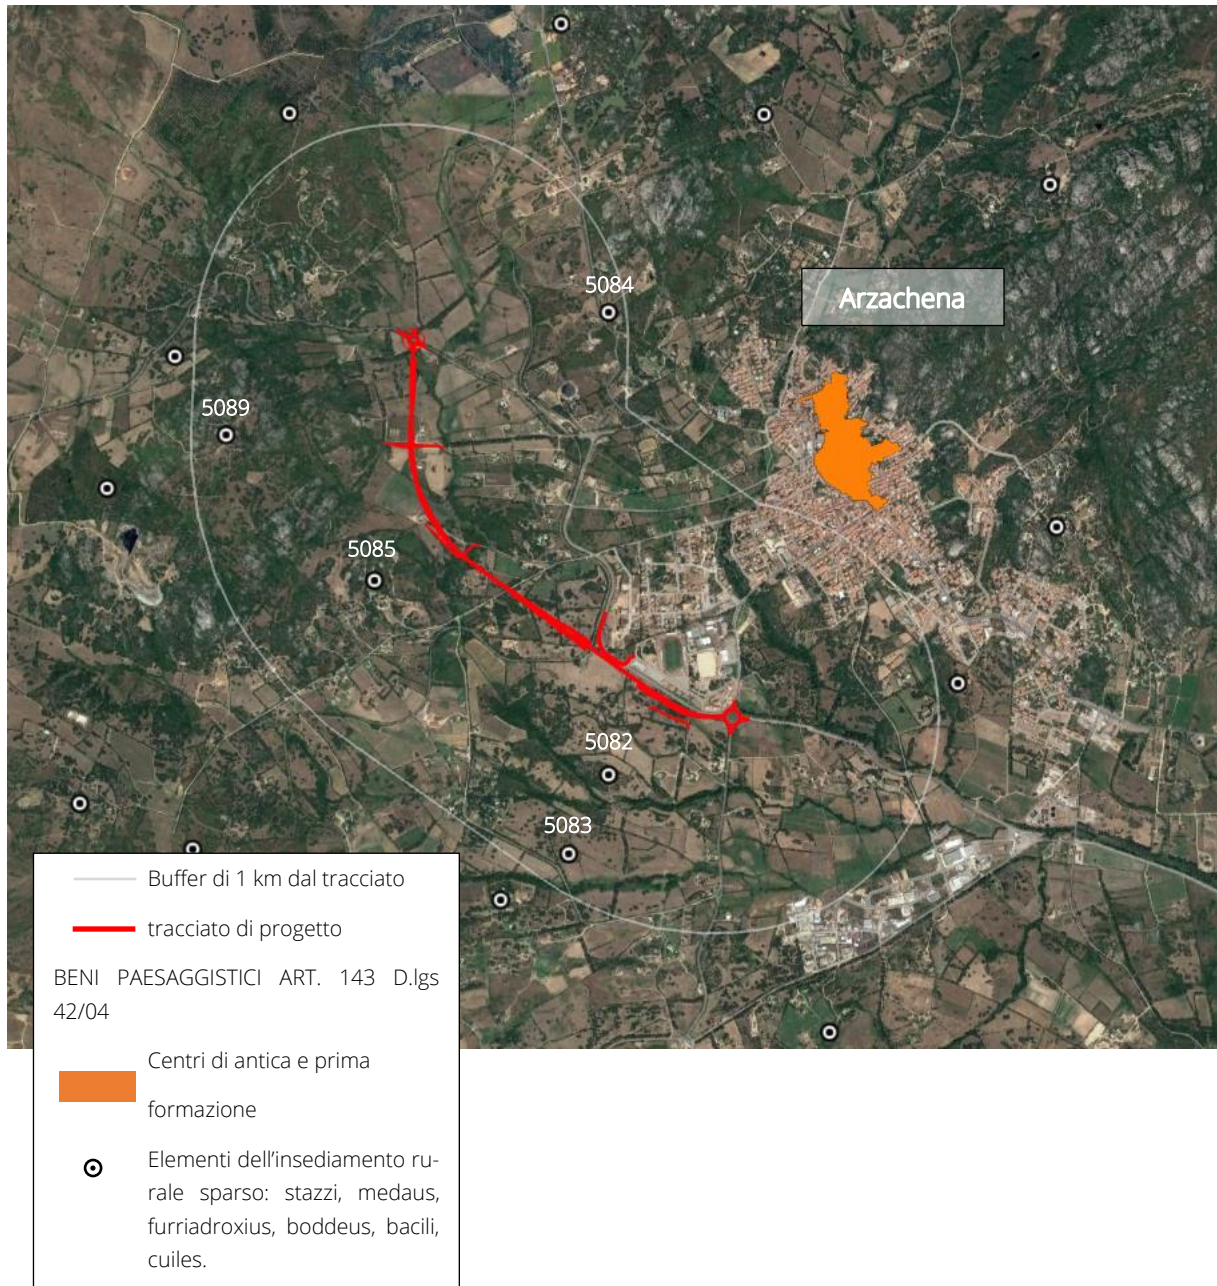 5084
Arzachena
5089
5085
5082
5083
Buffer di 1 km dal tracciato
tracciato di progetto
BENI PAESAGGISTICI ART. 143 D.lgs
42/04
Centri di antica e prima
formazione
Elementi dell'insediamento ru-
rale sparso: stazzi, medaus,
furriadroxius, boddeus, bacili,
cuiles.